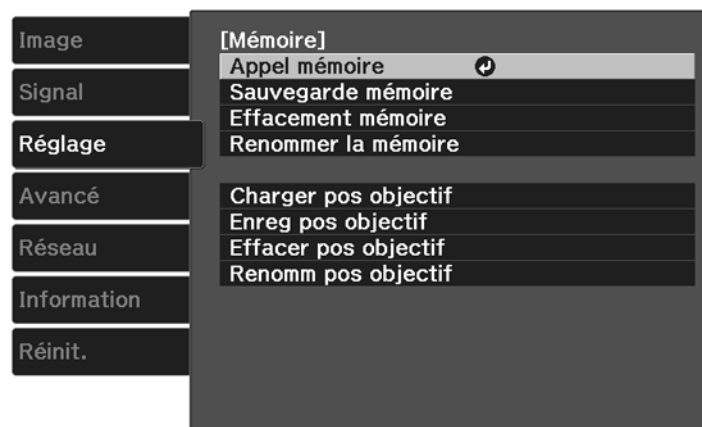 Image
Signal
Réglage
Avancé
Réseau
Information
Réinit.
[Mémoire]
Appel mémoire
Sauvegarde mémoire
Effacement mémoire
Renommer la mémoire
Charger pos objectif
Enreg pos objectif
Effacer pos objectif
Renomm pos objectif